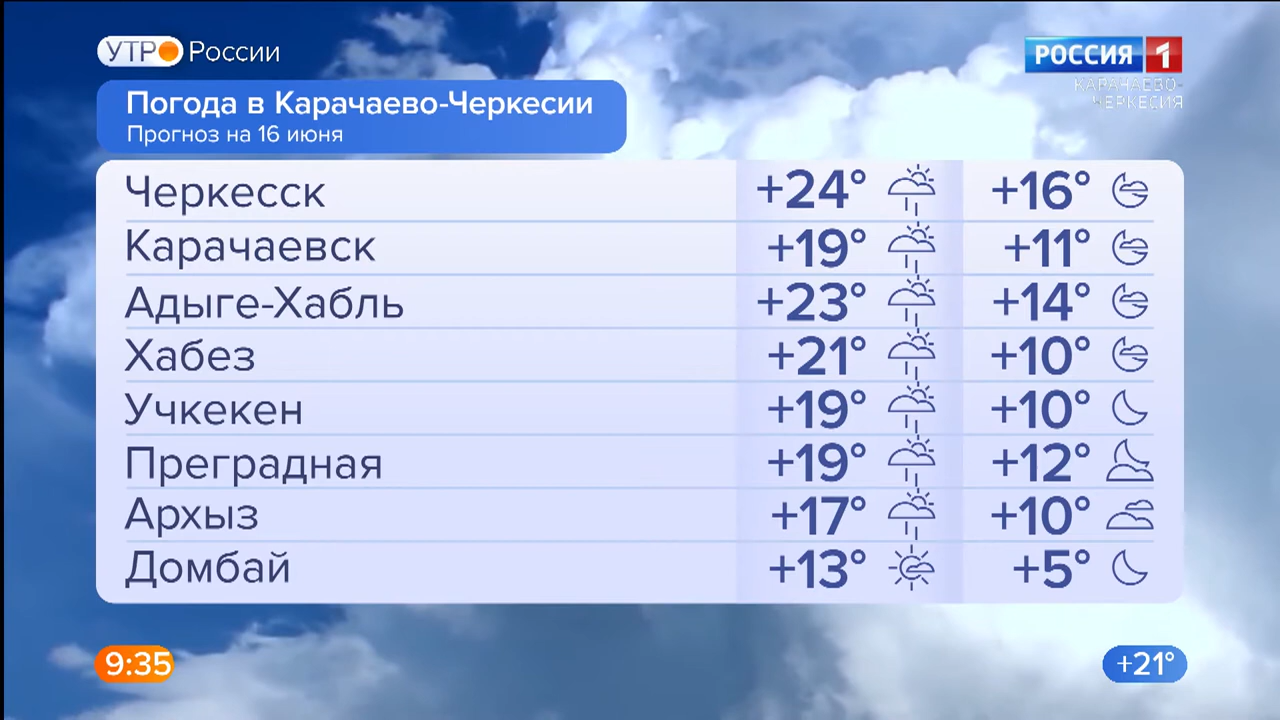 УТРО России
РОССИЯ 1
КАРАЧАЕВО-
ЧЕРКЕСИЯ
Погода в Карачаево-Черкесии
Прогноз на 16 июня
Черкесск +24° +16°
Карачаевск +19° +11°
Адыге-Хабль +23° +14°
Хабез +21° +10°
Учкекен +19° +10°
Преградная +19° +12°
Архыз +17° +10°
Домбай +13° +5°
9:35 +21°